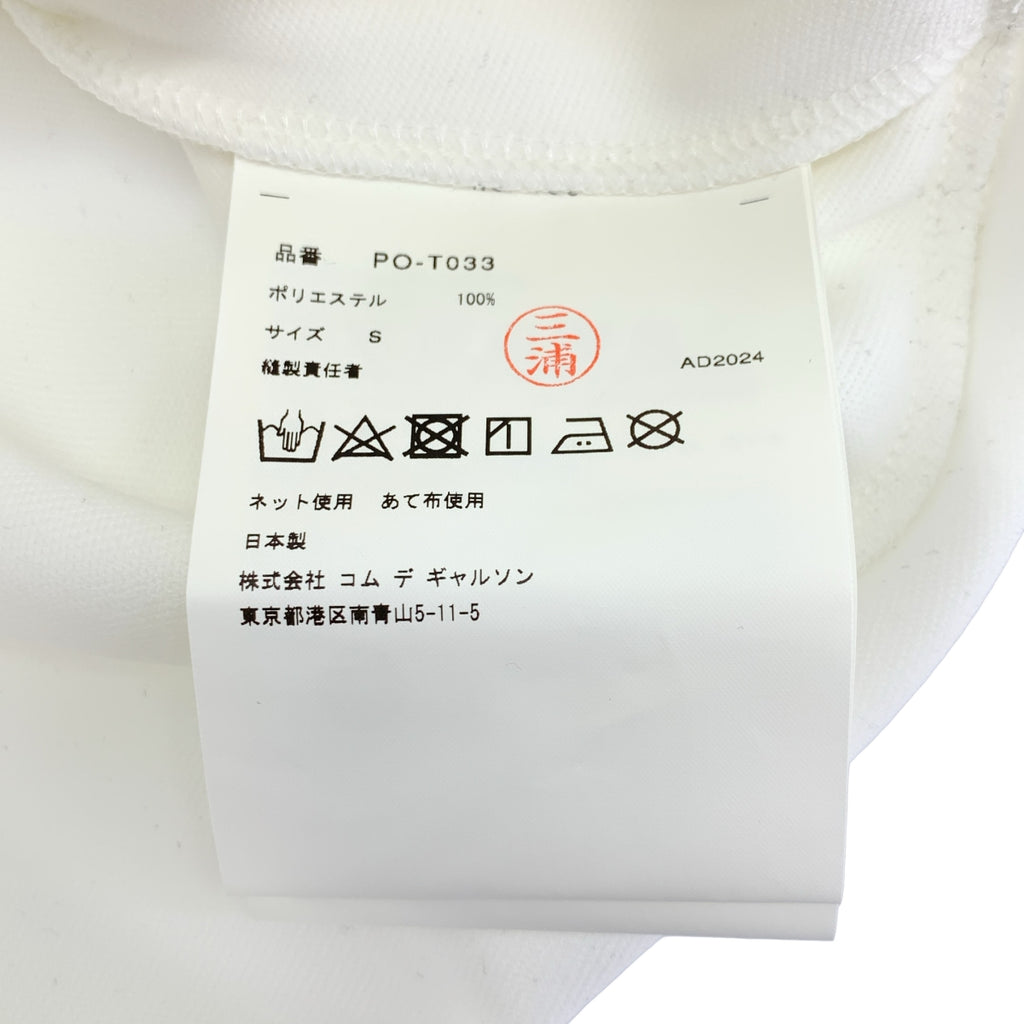 品番 PO-T033
ポリエステル 100%
サイズ S
縫製責任者 三浦
AD2024
ネット使用 あて布使用
日本製
株式会社 コム デ ギャルソン
東京都港区南青山5-11-5